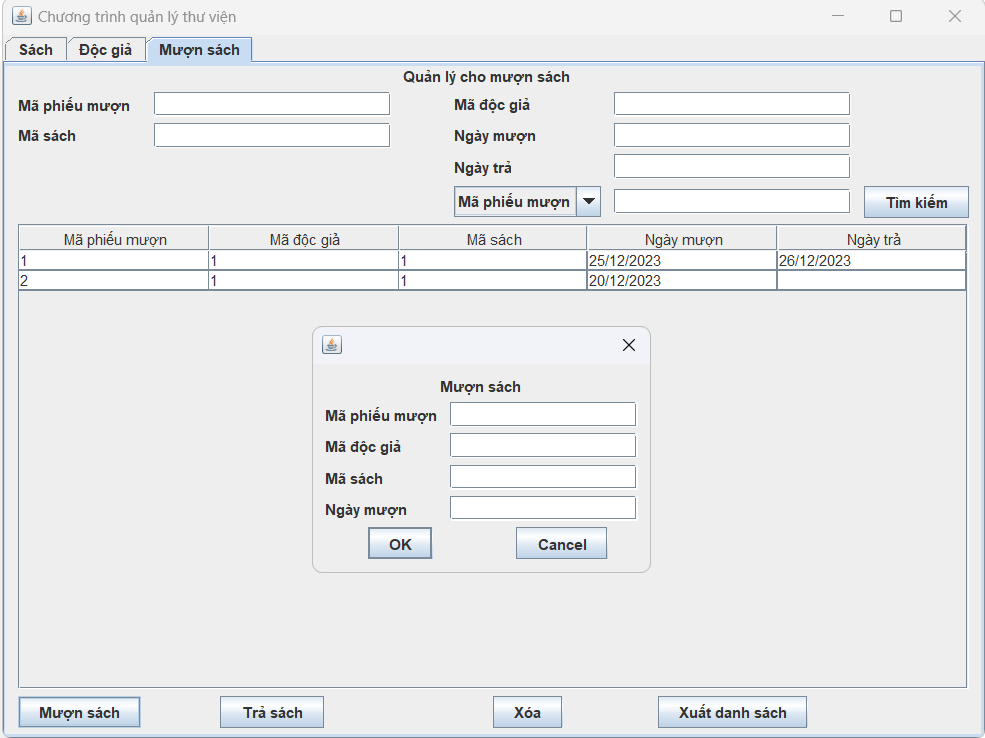 Chương trình quản lý thư viện
Sách Độc giả Mượn sách
Quản lý cho mượn sách
Mã phiếu mượn Mã độc giả
Mã sách Ngày mượn
Ngày trả
Mã phiếu mượn Tìm kiếm
Mã phiếu mượn Mã độc giả Mã sách Ngày mượn Ngày trả
1 1 1 25/12/2023 26/12/2023
2 1 1 20/12/2023
Mượn sách
Mã phiếu mượn
Mã độc giả
Mã sách
Ngày mượn
OK Cancel
Mượn sách Trả sách Xóa Xuất danh sách